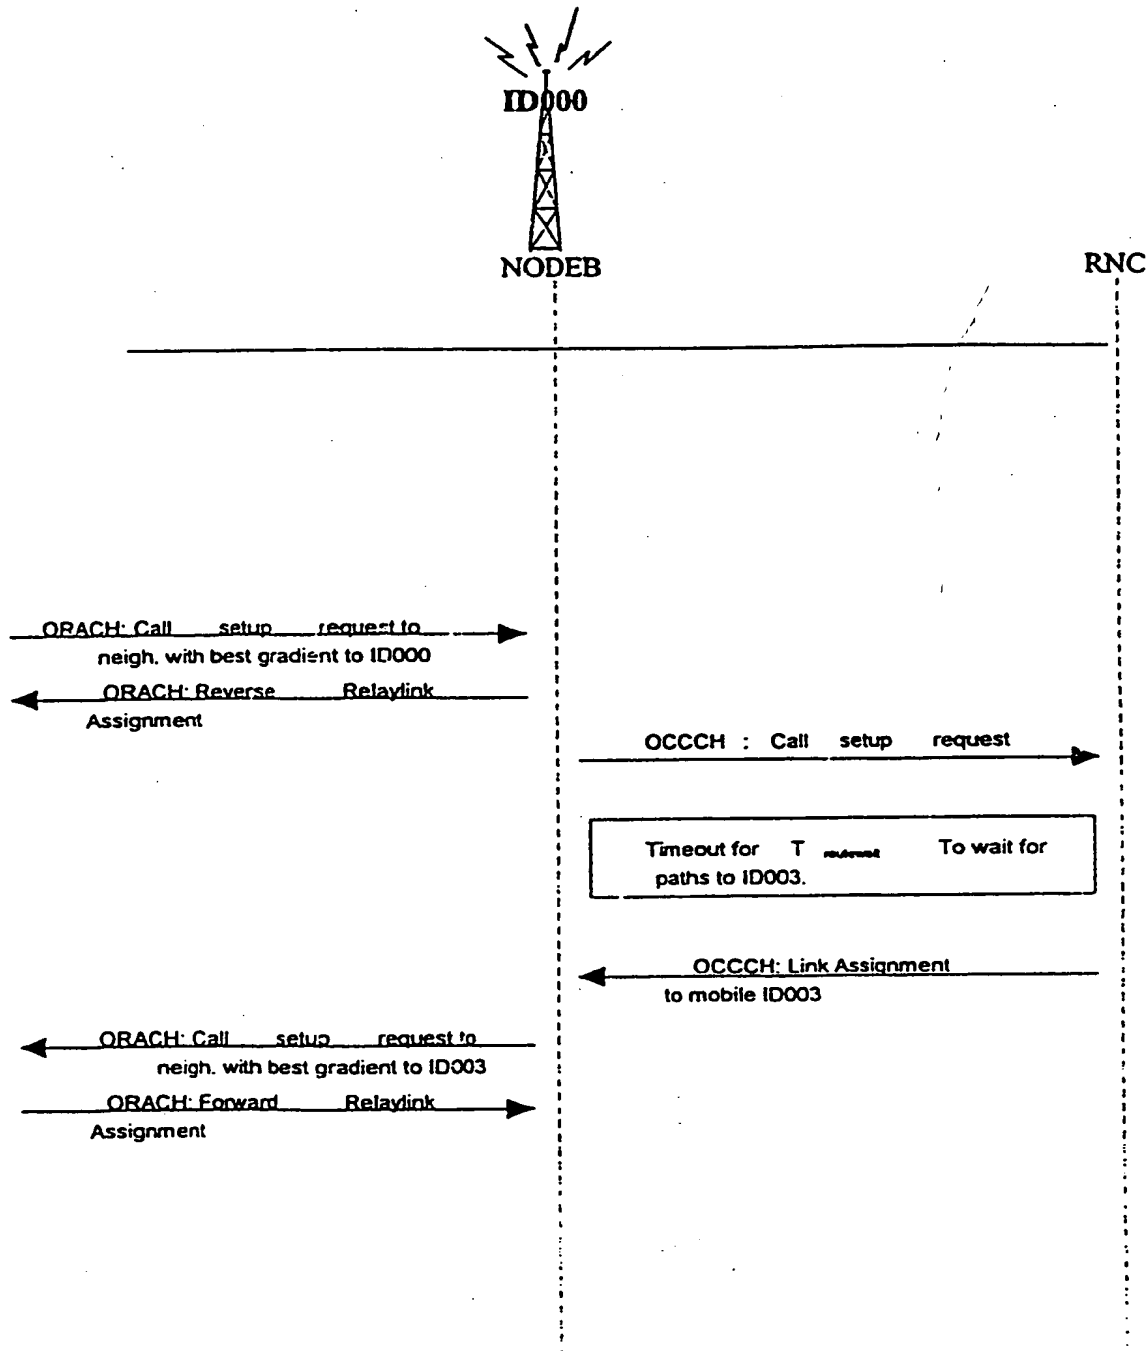 ID000
NODEB
RNC
ORACH: Call setup request to
neigh. with best gradient to ID000
ORACH: Reverse Relaylink
Assignment
OCCCH : Call setup request
Timeout for T To wait for
paths to ID003.
OCCCH: Link Assignment
to mobile ID003
ORACH: Call setup request to
neigh. with best gradient to ID003
ORACH: Forward Relaylink
Assignment